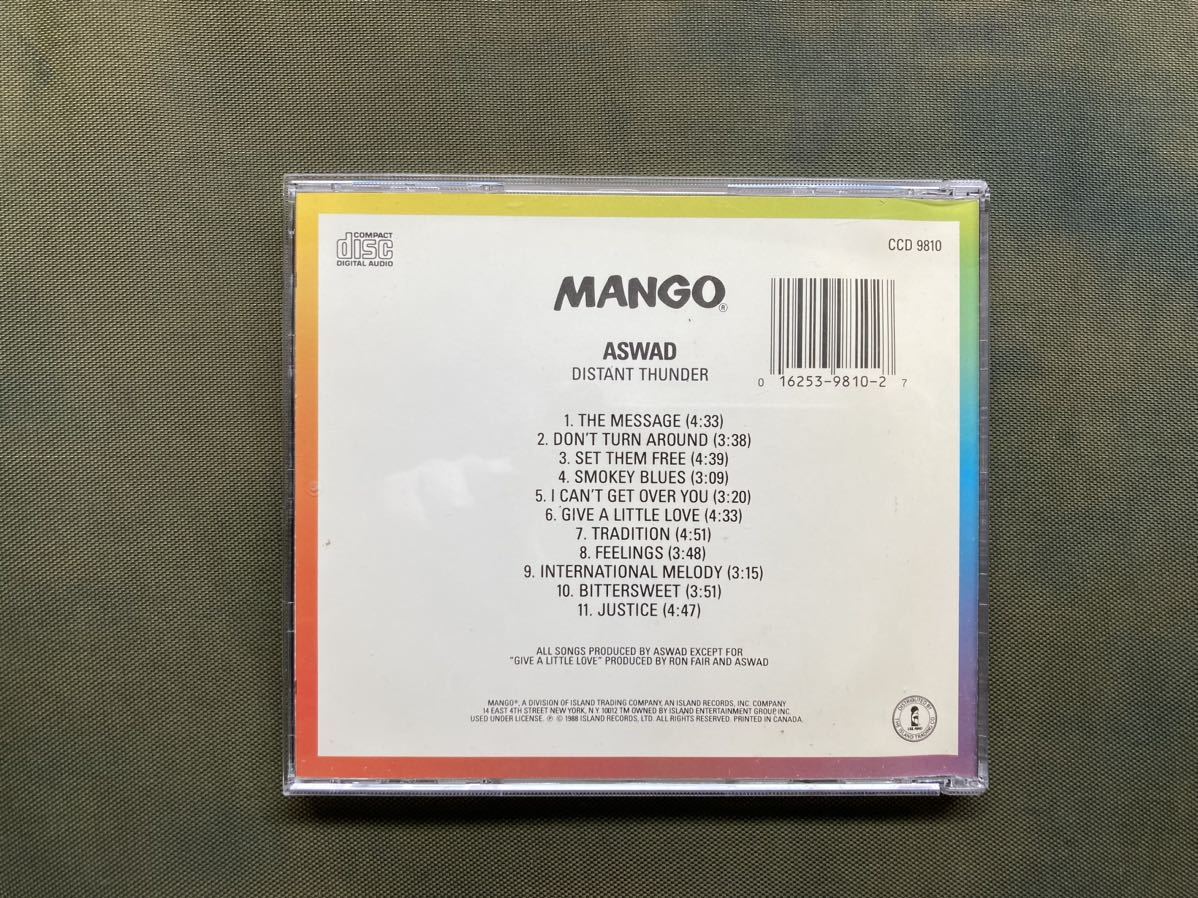 COMPACT
disc
DIGITAL AUDIO
CCD 9810
MANGO®
ASWAD
DISTANT THUNDER
0 16253-9810-2 7
1. THE MESSAGE (4:33)
2. DON'T TURN AROUND (3:38)
3. SET THEM FREE (4:39)
4. SMOKEY BLUES (3:09)
5. I CAN'T GET OVER YOU (3:20)
6. GIVE A LITTLE LOVE (4:33)
7. TRADITION (4:51)
8. FEELINGS (3:48)
9. INTERNATIONAL MELODY (3:15)
10. BITTERSWEET (3:51)
11. JUSTICE (4:47)
ALL SONGS PRODUCED BY ASWAD EXCEPT FOR
"GIVE A LITTLE LOVE" PRODUCED BY RON FAIR AND ASWAD
MANGO®, A DIVISION OF ISLAND TRADING COMPANY, AN ISLAND RECORDS, INC. COMPANY
14 EAST 4TH STREET NEW YORK, N.Y. 10012 TM OWNED BY ISLAND ENTERTAINMENT GROUP, INC.
USED UNDER LICENSE. ℗ © 1988 ISLAND RECORDS, LTD. ALL RIGHTS RESERVED. PRINTED IN CANADA.
DISTRIBUTED BY
THE ISLAND TRADING CO.